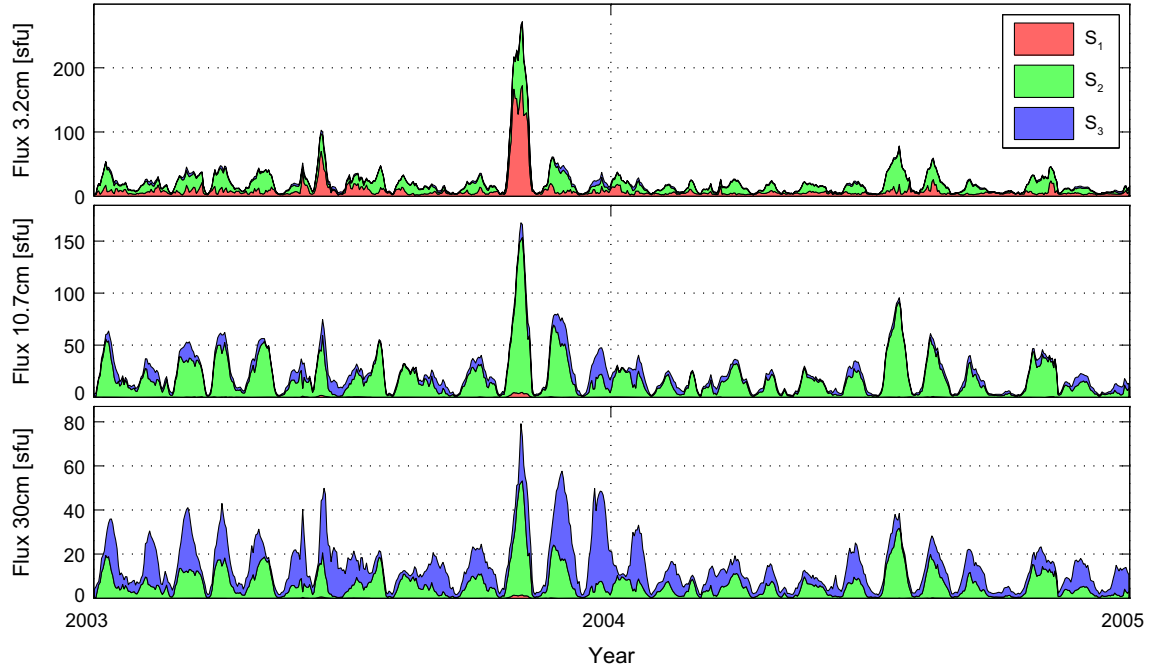 Flux 3.2cm [sfu]
200
100
0
S₁
S₂
S₃
Flux 10.7cm [sfu]
150
100
50
0
Flux 30cm [sfu]
80
60
40
20
0
2003
2004
2005
Year